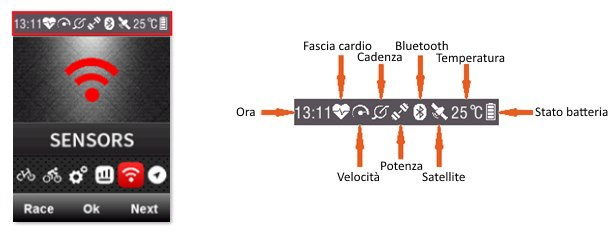 13:11 25 °C
SENSORS
Race Ok Next
Fascia cardio
Bluetooth
Cadenza
Temperatura
Ora
13:11 25 °C
Stato batteria
Velocità
Potenza
Satellite